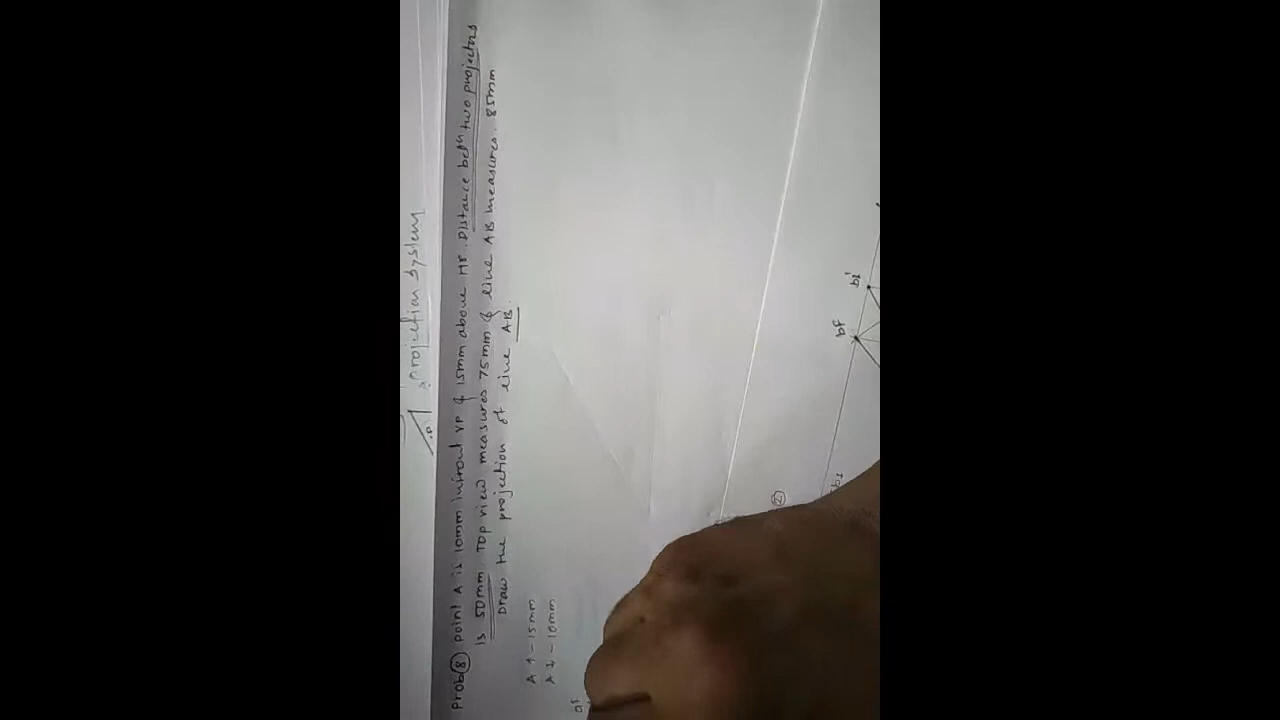 projection system
prob (8) point A is 10mm infront VP & 15mm above HP. Distance betn two projectors
is 50mm Top view measures 75mm & line AB measures. 85mm
Draw the projection of line AB.
A ↑ - 15mm
A ↓ - 10mm
bf
b1'